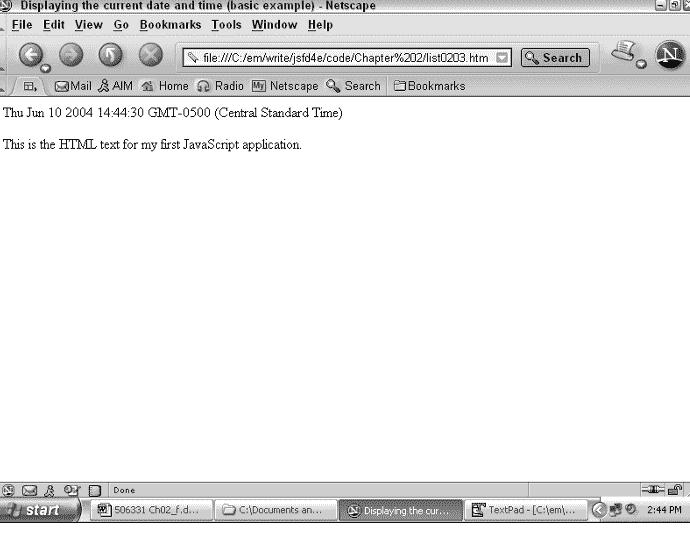 Displaying the current date and time (basic example) - Netscape
File Edit View Go Bookmarks Tools Window Help
file:///C:/em/write/jsfd4e/code/Chapter%202/list0203.htm Search N
Mail AIM Home Radio My Netscape Search Bookmarks
Thu Jun 10 2004 14:44:30 GMT-0500 (Central Standard Time)
This is the HTML text for my first JavaScript application.
Done
start 506331 Ch02_f.d... C:\Documents an... Displaying the cur... TextPad - [C:\em\... 2:44 PM